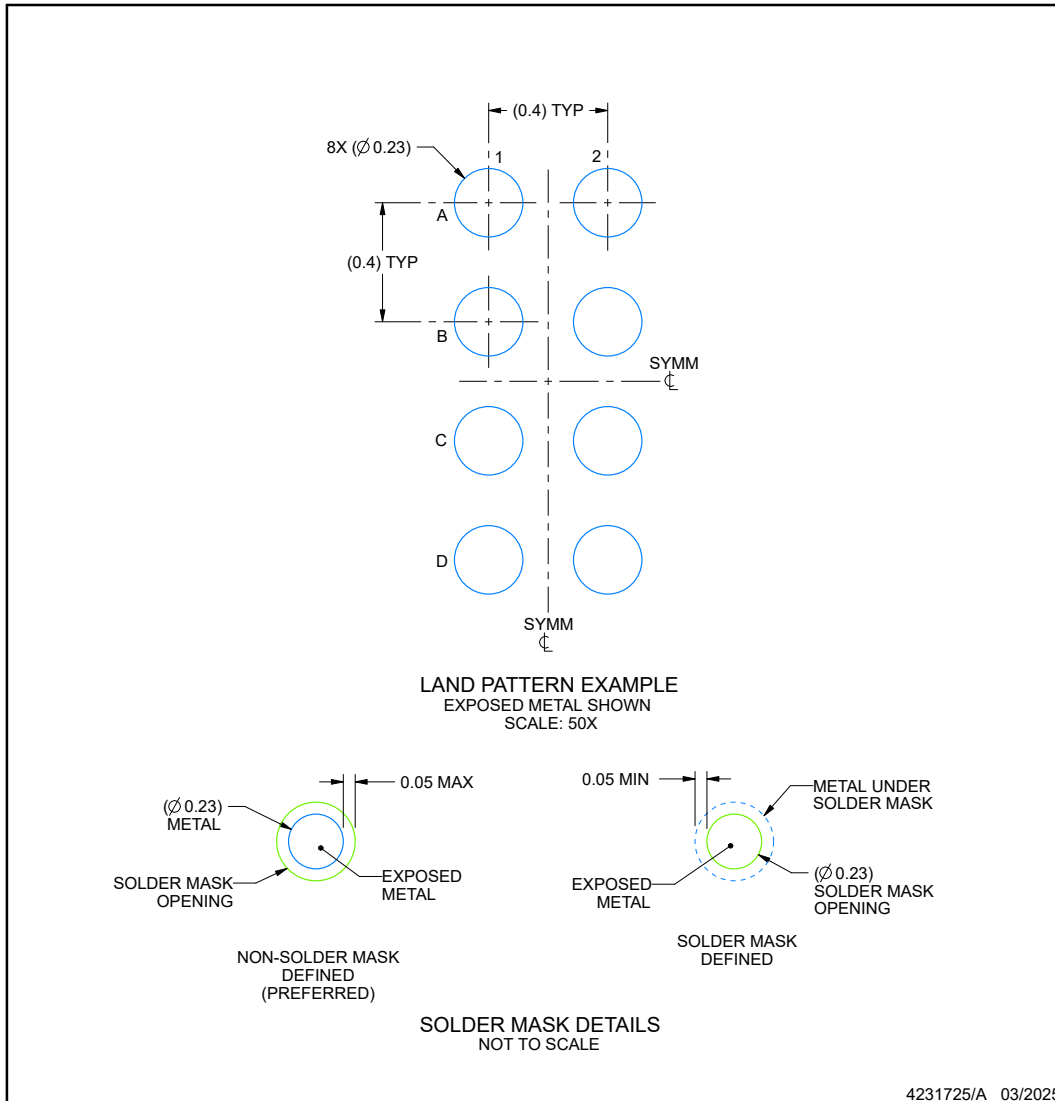 (0.4) TYP
8X (∅ 0.23)
1
2
A
(0.4) TYP
B
SYMM
℄
C
D
SYMM
℄
LAND PATTERN EXAMPLE
EXPOSED METAL SHOWN
SCALE: 50X
0.05 MAX
(∅ 0.23)
METAL
EXPOSED
METAL
SOLDER MASK
OPENING
NON-SOLDER MASK
DEFINED
(PREFERRED)
0.05 MIN
METAL UNDER
SOLDER MASK
EXPOSED
METAL
(∅ 0.23)
SOLDER MASK
OPENING
SOLDER MASK
DEFINED
SOLDER MASK DETAILS
NOT TO SCALE
4231725/A 03/2025